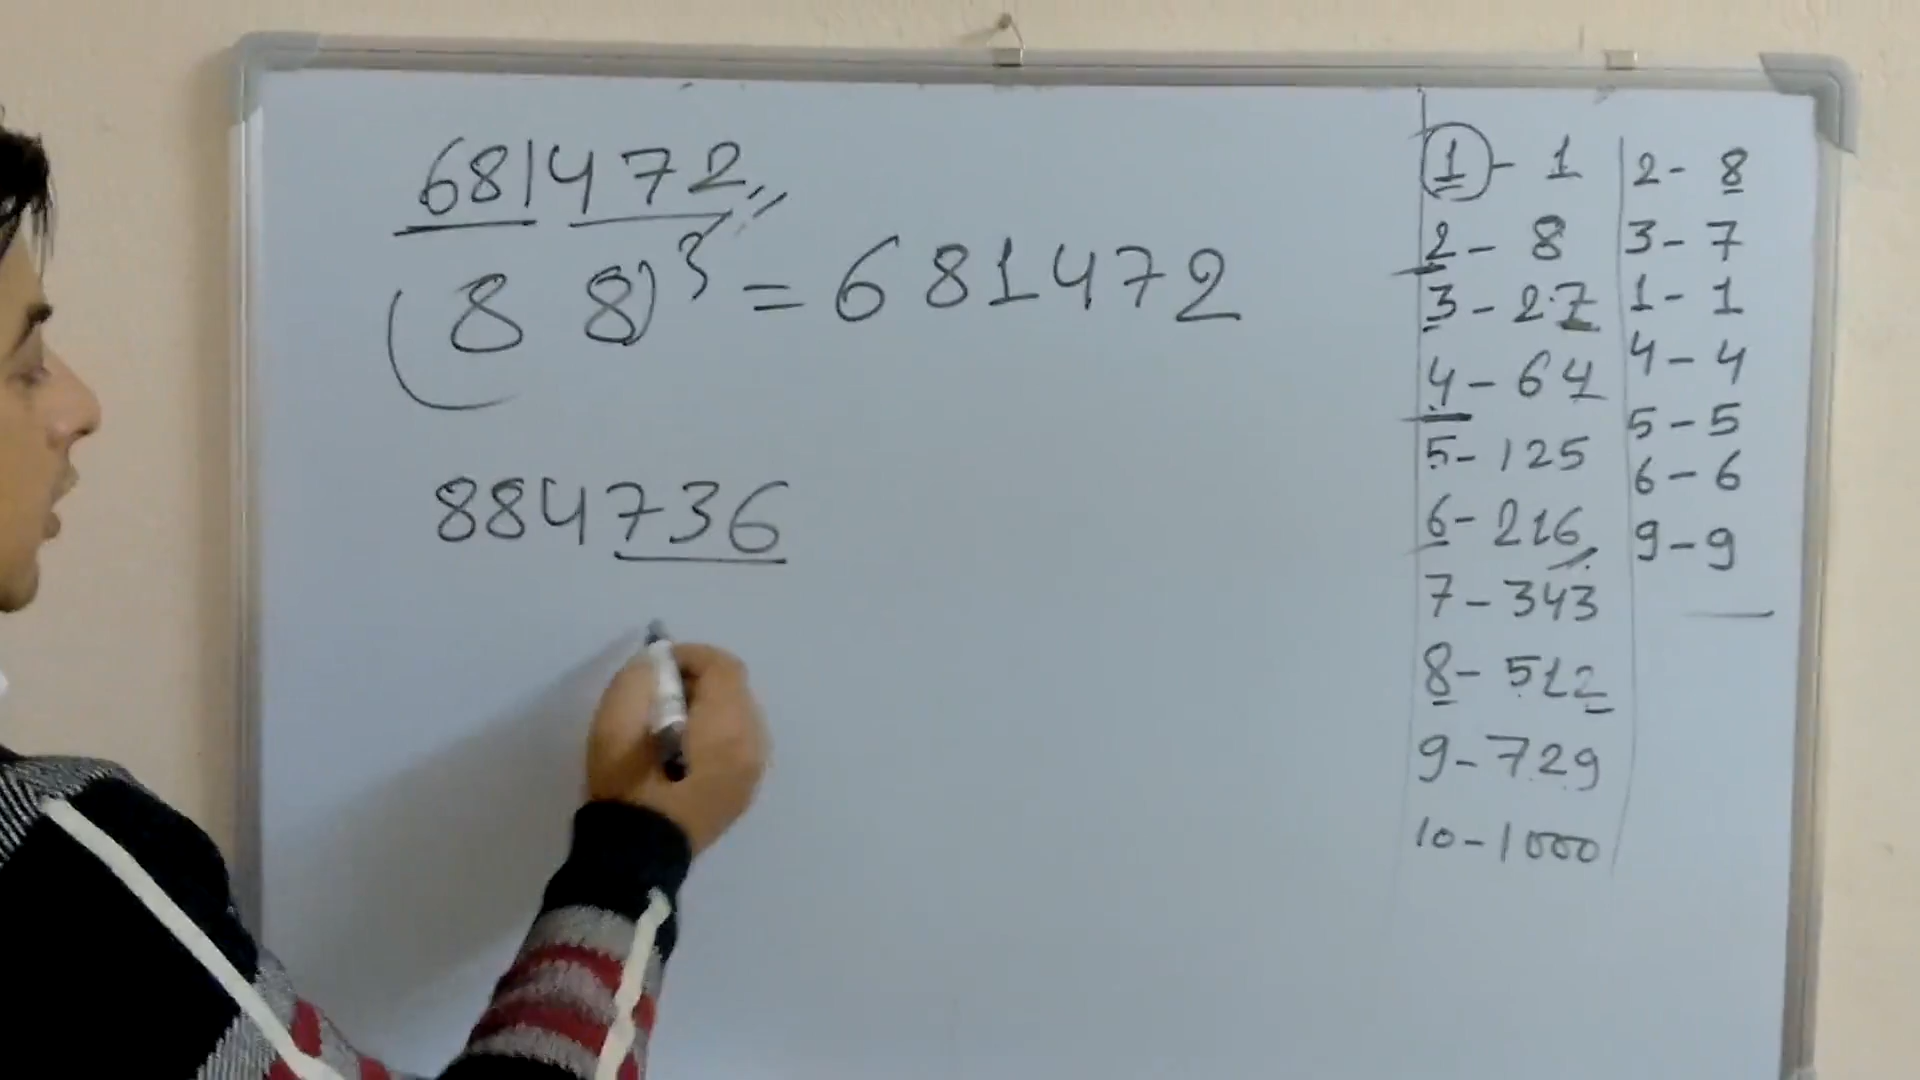 681472
(88)³ = 681472
884736
1 - 1
2 - 8
3 - 27
4 - 64
5 - 125
6 - 216
7 - 343
8 - 512
9 - 729
10 - 1000
2 - 8
3 - 7
1 - 1
4 - 4
5 - 5
6 - 6
9 - 9